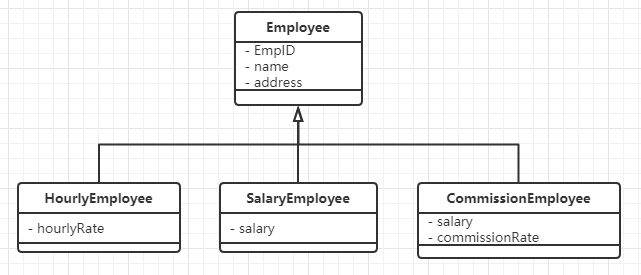 Employee
- EmpID
- name
- address
HourlyEmployee
- hourlyRate
SalaryEmployee
- salary
CommissionEmployee
- salary
- commissionRate